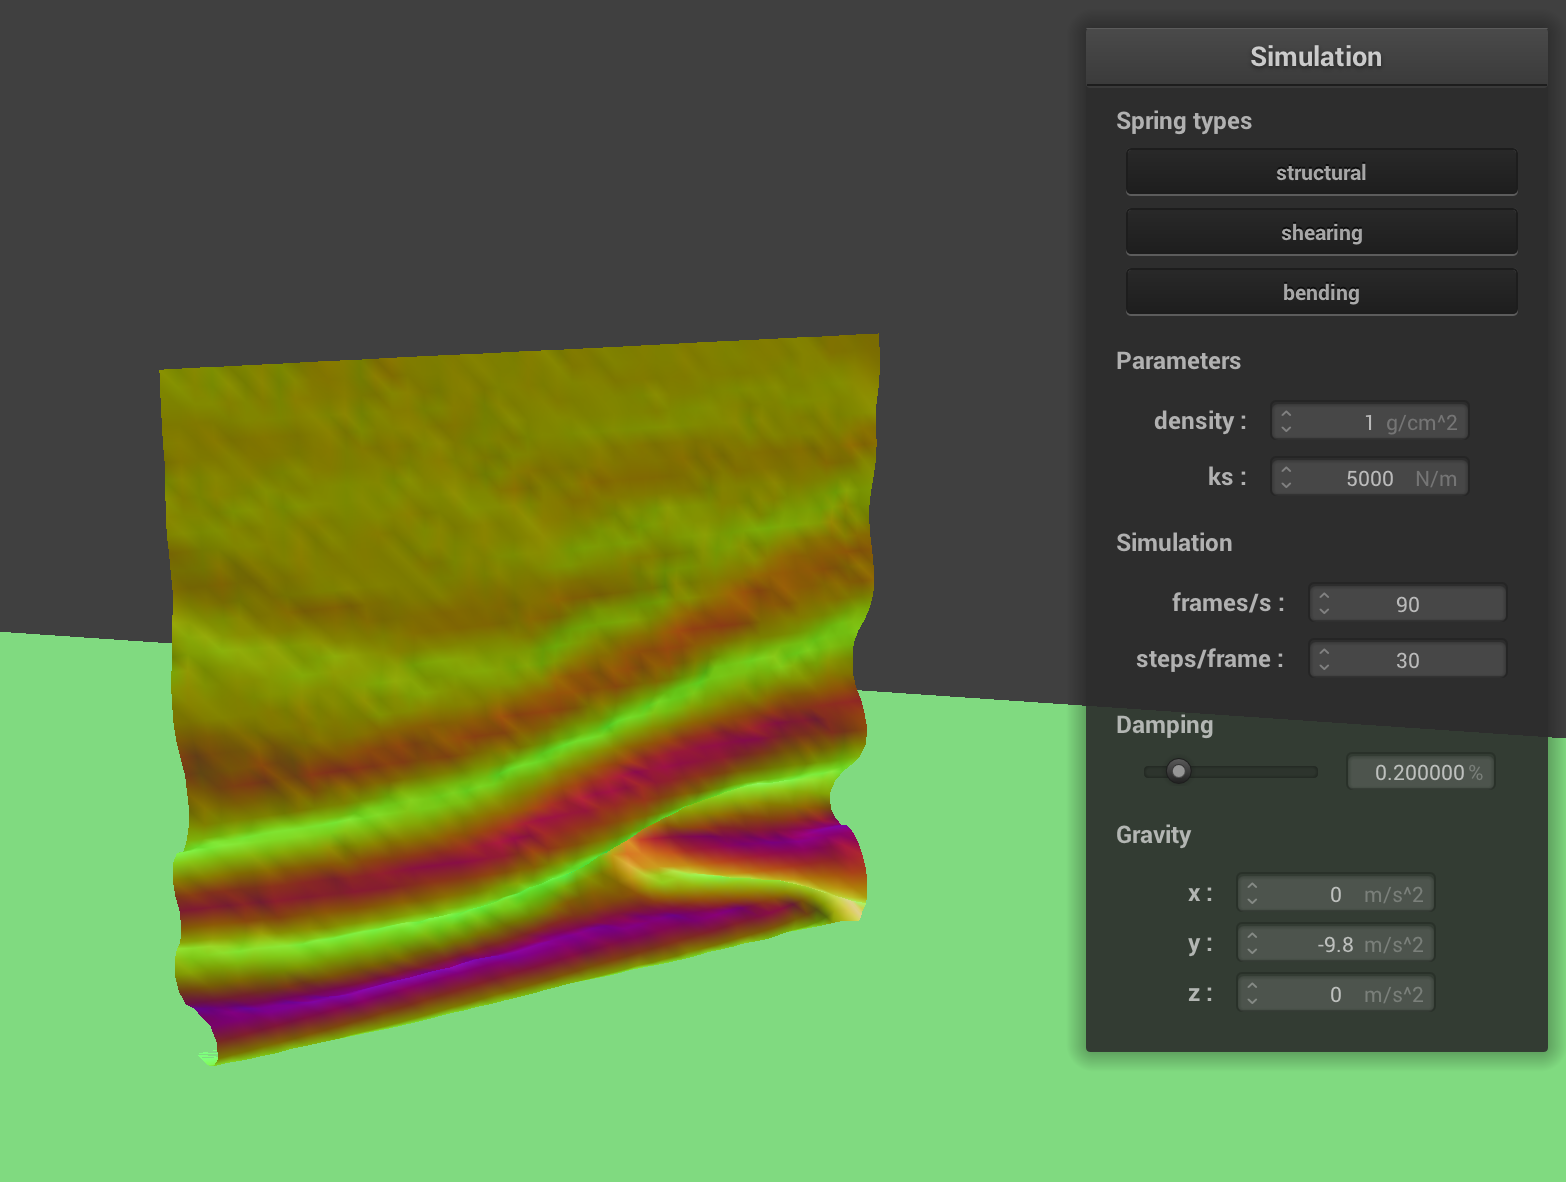 Simulation
Spring types
structural
shearing
bending
Parameters
density : 1 g/cm^2
ks : 5000 N/m
Simulation
frames/s : 90
steps/frame : 30
Damping
0.200000 %
Gravity
x : 0 m/s^2
y : -9.8 m/s^2
z : 0 m/s^2